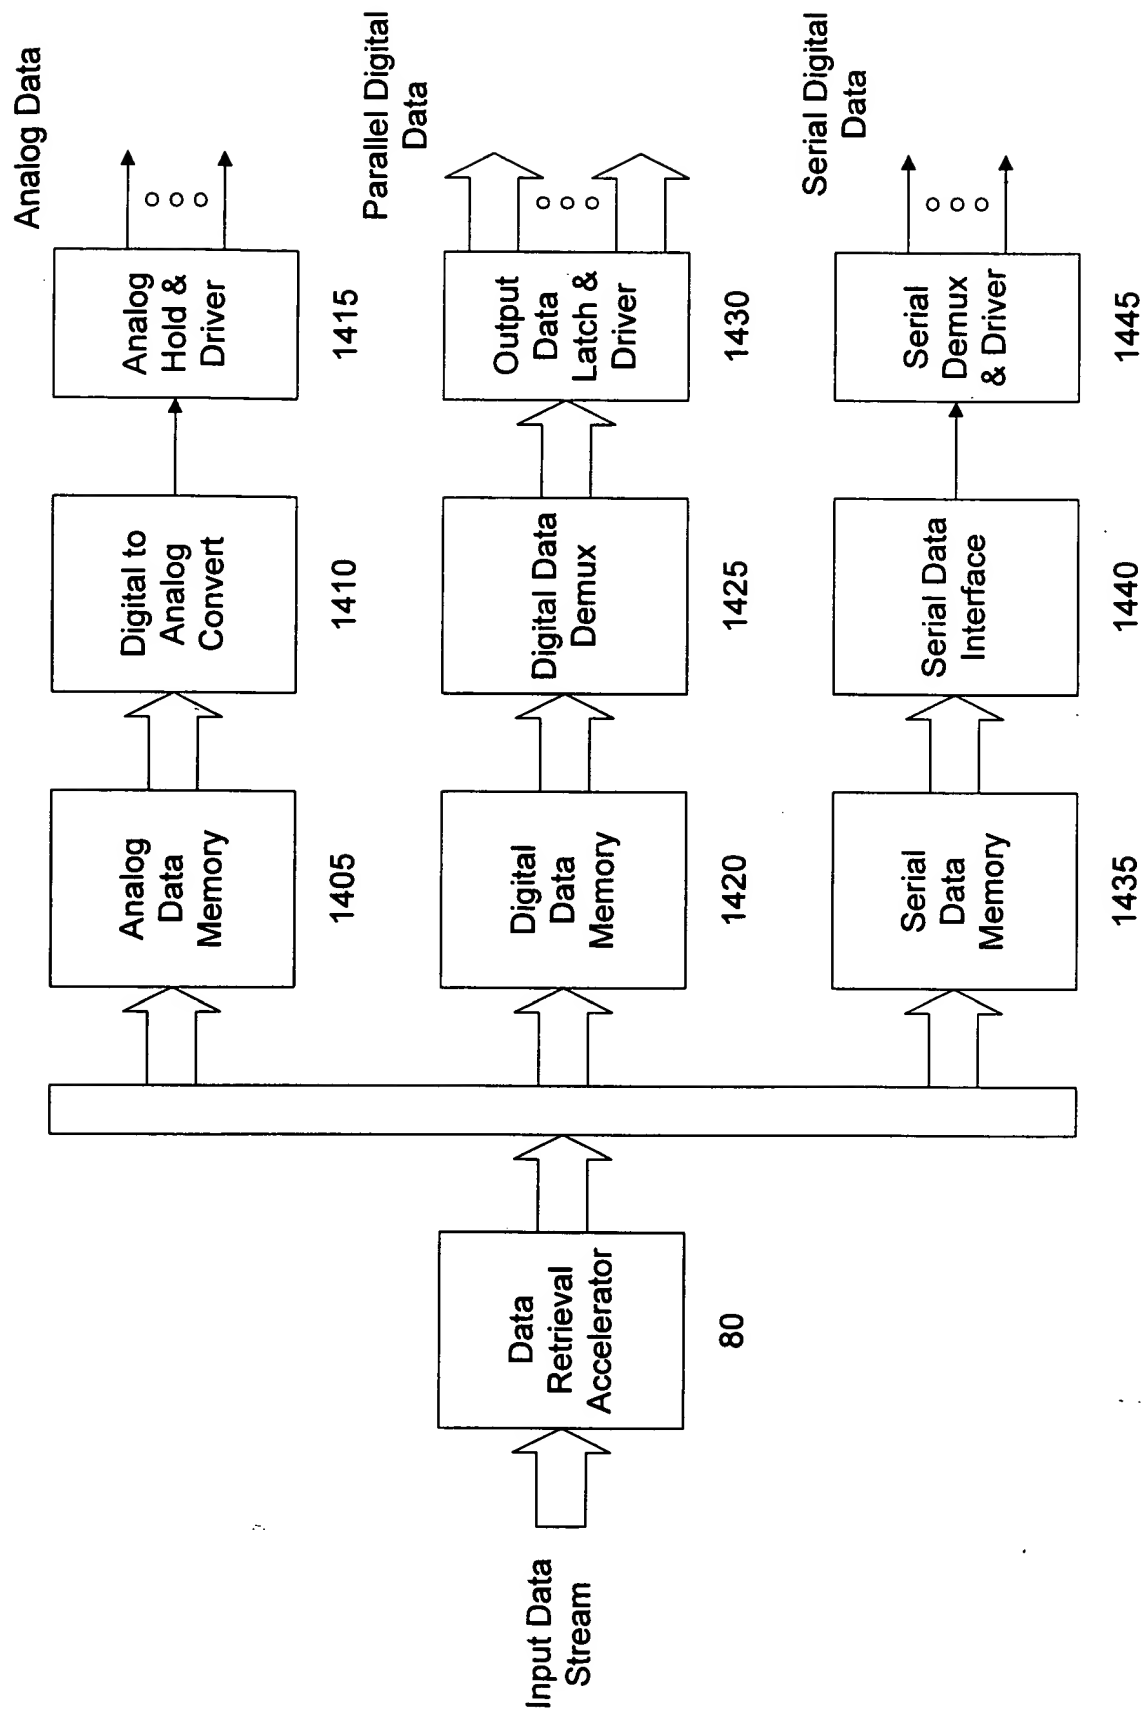 Input Data
Stream
Data
Retrieval
Accelerator
80
Analog
Data
Memory
1405
Digital to
Analog
Convert
1410
Analog
Hold &
Driver
1415
Analog Data
Digital
Data
Memory
1420
Digital Data
Demux
1425
Output
Data
Latch &
Driver
1430
Parallel Digital
Data
Serial
Data
Memory
1435
Serial Data
Interface
1440
Serial
Demux
& Driver
1445
Serial Digital
Data